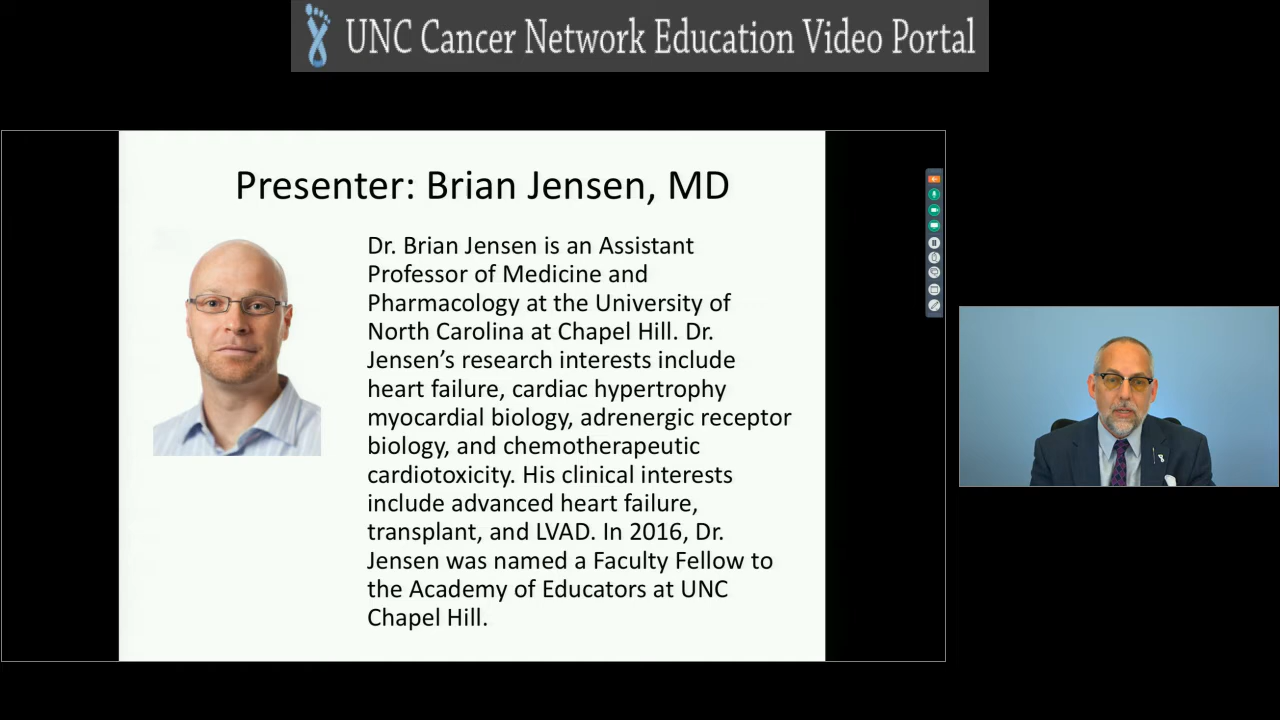 UNC Cancer Network Education Video Portal
Presenter: Brian Jensen, MD
Dr. Brian Jensen is an Assistant
Professor of Medicine and
Pharmacology at the University of
North Carolina at Chapel Hill. Dr.
Jensen’s research interests include
heart failure, cardiac hypertrophy
myocardial biology, adrenergic receptor
biology, and chemotherapeutic
cardiotoxicity. His clinical interests
include advanced heart failure,
transplant, and LVAD. In 2016, Dr.
Jensen was named a Faculty Fellow to
the Academy of Educators at UNC
Chapel Hill.